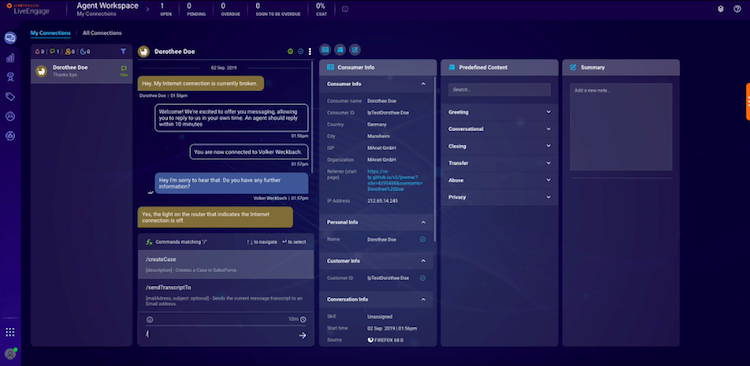 LIVEPERSON
LiveEngage
Agent Workspace
My Connections
1
OPEN
0
PENDING
0
OVERDUE
0
SOON TO BE OVERDUE
0%
CSAT
My Connections
All Connections
0
1
0
0
Dorothee Doe
Thanks bye.
Dorothee Doe
02 Sep. 2019
Hey. My Internet connection is currently broken
Dorothee Doe | 01:56pm
Welcome! We're excited to offer you messaging, allowing
you to reply to us in your own time. An agent should reply
within 10 minutes
01:56pm
You are now connected to Volker Weckbach.
01:57pm
Hey I'm sorry to hear that. Do you have any further
information?
Volker Weckbach | 01:57pm
Yes, the light on the router that indicates the Internet
connection is off.
Commands matching "/"
↑ ↓ to navigate
↵ to select
/createCase
[description] - Creates a Case in SalesForce.
/sendTranscriptTo
[mailAdress, subject: optional] - Sends the current message transcript to an
Email address.
10m
/
Consumer Info
Consumer Info
Consumer name
Dorothee Doe
Consumer ID
lpTestDorothee Doe
Country
Germany
City
Mannheim
ISP
MAnet GmbH
Organization
MAnet GmbH
Referrer (start
page)
IP Address
212.65.14.245
Personal Info
Name
Dorothee Doe
Customer Info
Customer ID
lpTestDorothee Doe
Conversation Info
Skill
Unassigned
Start time
02 Sep. 2019 | 01:56pm
Source
FIREFOX 68.0
Predefined Content
Search...
Greeting
Conversational
Closing
Transfer
Abuse
Privacy
Summary
Add a new note...